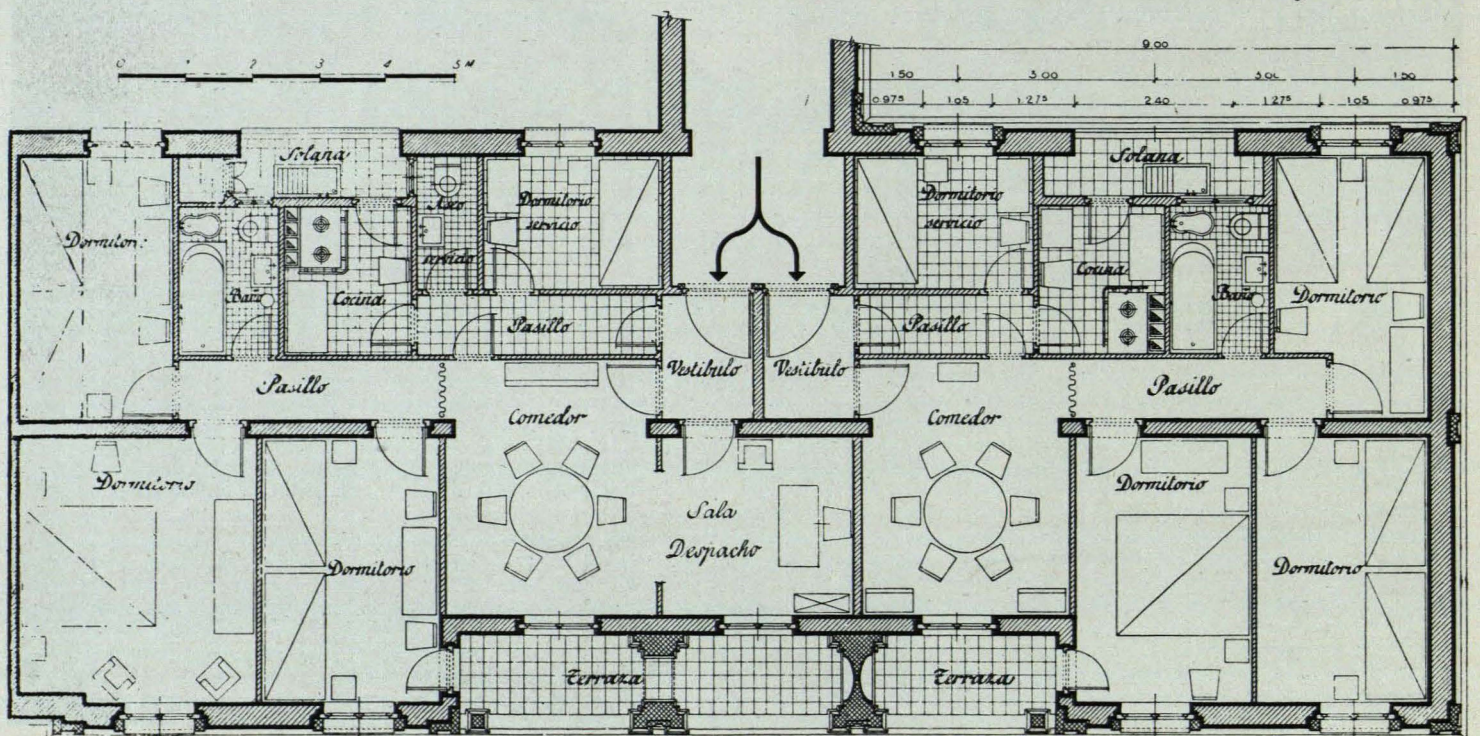 0 1 2 3 4 5 M
9.00
1.50 3.00 3.00 1.50
0.975 1.05 1.275 2.40 1.275 1.05 0.975
Solana
Solana
Aseo
servicio
Dormitorio
servicio
Dormitorio
servicio
Dormitori
Baño
Cocina
Cocina
Baño
Dormitorio
Pasillo
Pasillo
Pasillo
Vestibulo
Vestibulo
Pasillo
Comedor
Comedor
Dormitorio
Dormitorio
Sala
Despacho
Dormitorio
Dormitorio
Terraza
Terraza